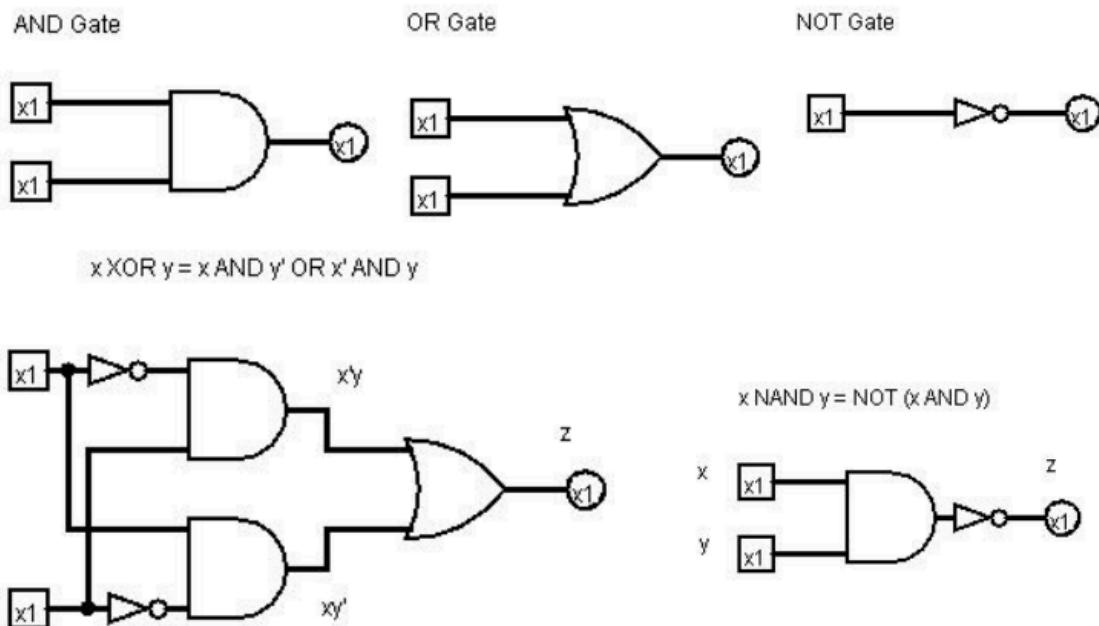 AND Gate
OR Gate
NOT Gate
x1
x1
x1
x1
x1
x1
x1
x1
x XOR y = x AND y' OR x' AND y
x1
x'y
x1
xy'
z
x1
x NAND y = NOT (x AND y)
x
x1
y
x1
z
x1